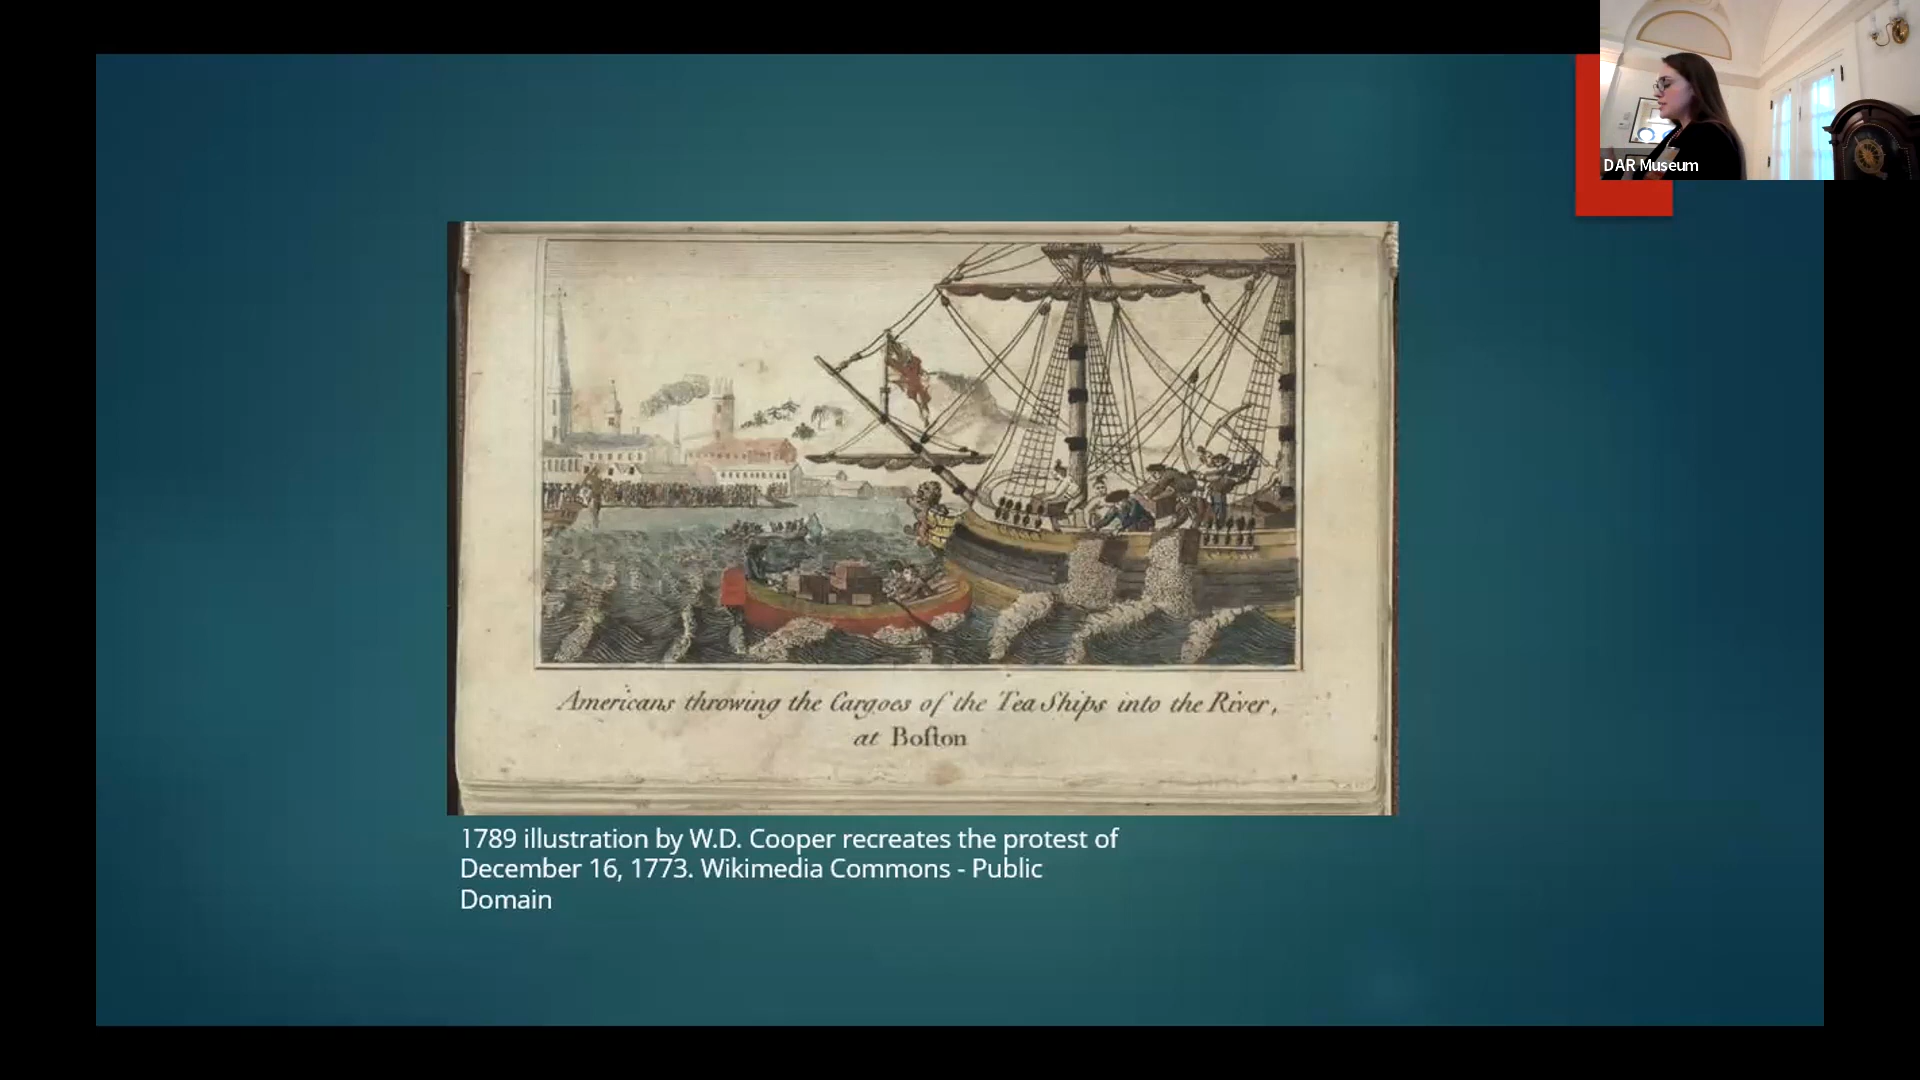 DAR Museum
Americans throwing the Cargoes of the Tea Ships into the River,
at Boſton
1789 illustration by W.D. Cooper recreates the protest of
December 16, 1773. Wikimedia Commons - Public
Domain